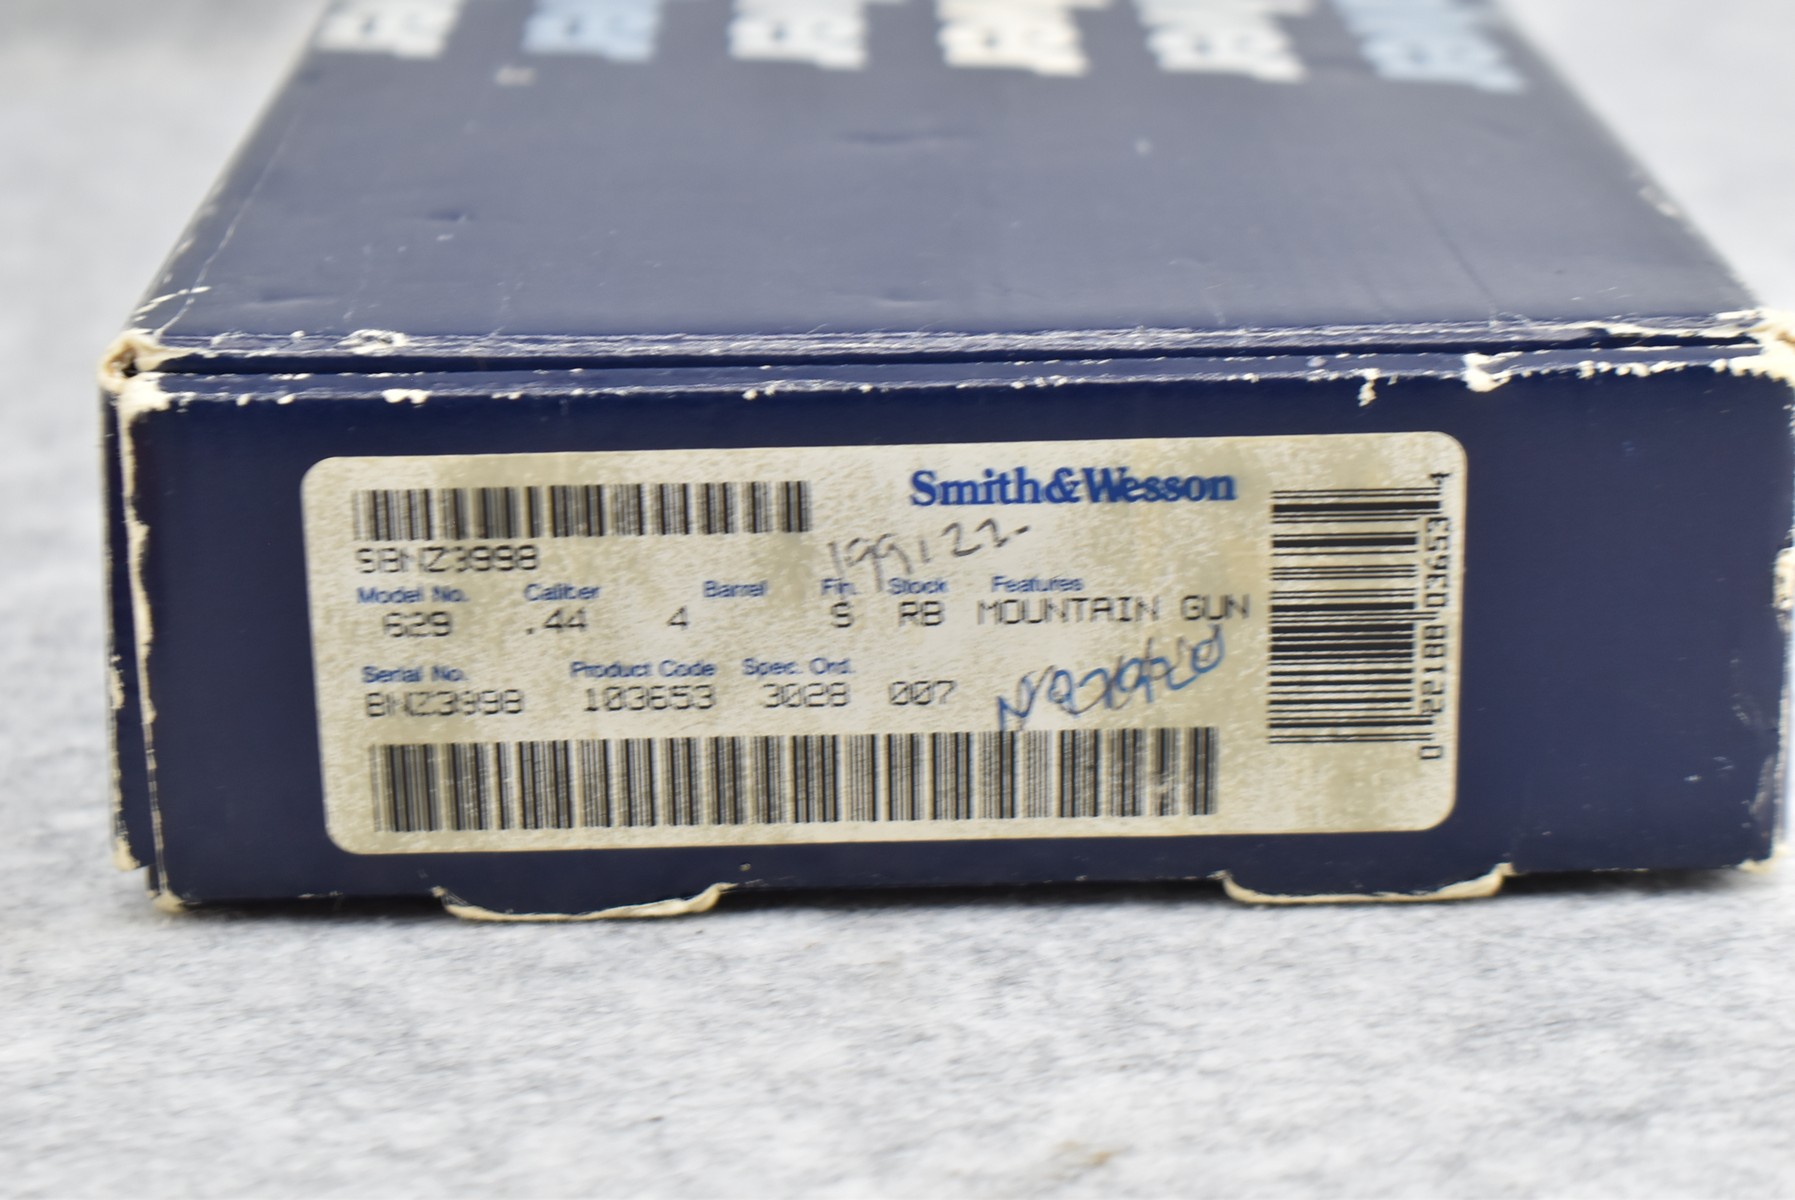 Smith&Wesson
SBNZ3998
199122-
Model No. Caliber Barrel Fin. Stock Features
629 .44 4 S RB MOUNTAIN GUN
Serial No. Product Code Spec. Ord.
BNZ3998 103653 3028 007
0 22188 03653 4